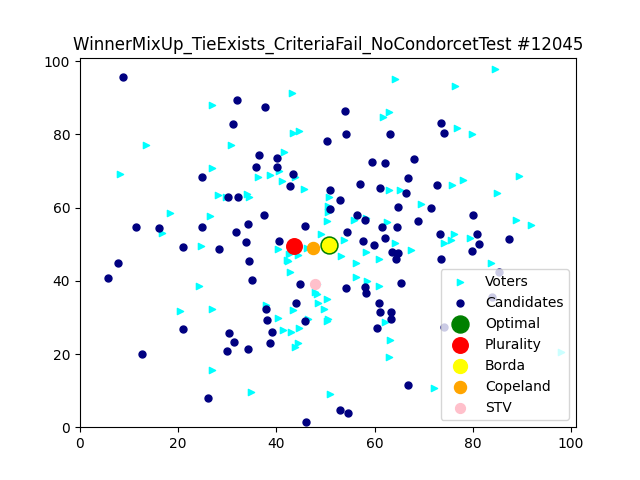 WinnerMixUp_TieExists_CriteriaFail_NoCondorcetTest #12045
100
80
60
40
20
0
0 20 40 60 80 100
Voters
Candidates
Optimal
Plurality
Borda
Copeland
STV